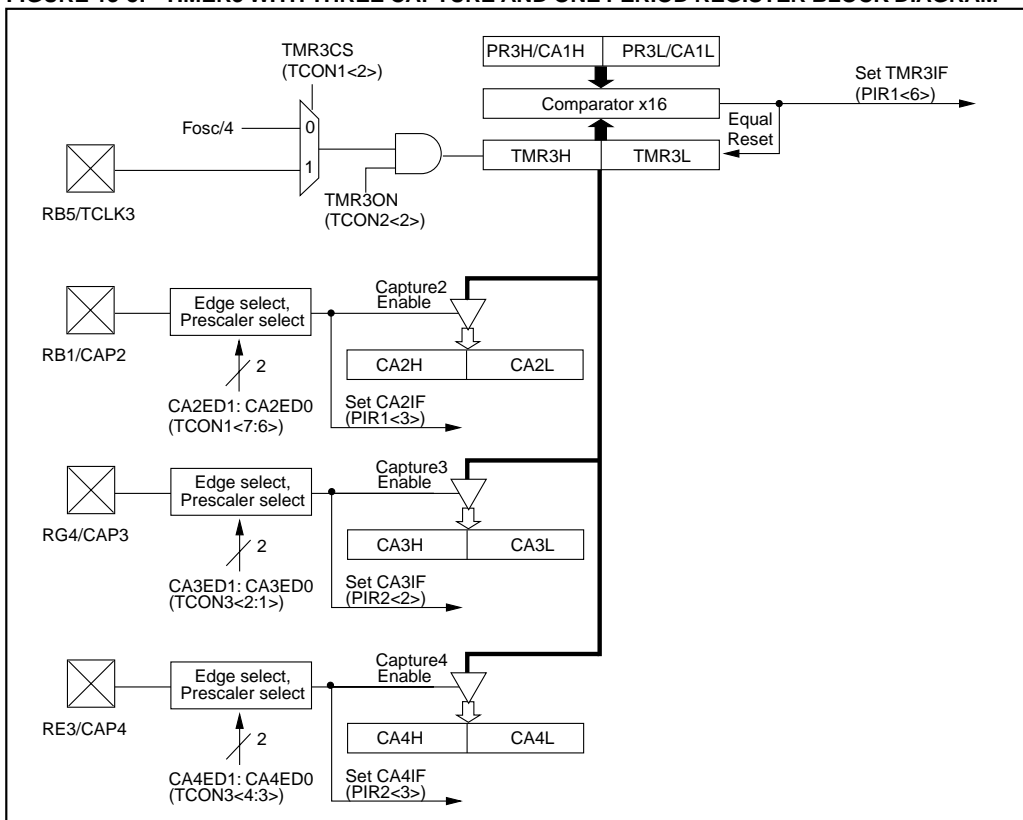 FIGURE 13-8: TIMER3 WITH THREE CAPTURE AND ONE PERIOD REGISTER BLOCK DIAGRAM
TMR3CS
(TCON1<2>)
PR3H/CA1H
PR3L/CA1L
Set TMR3IF
(PIR1<6>)
Comparator x16
Fosc/4
0
1
Equal
Reset
TMR3H
TMR3L
TMR3ON
(TCON2<2>)
RB5/TCLK3
Capture2
Enable
Edge select,
Prescaler select
RB1/CAP2
2
CA2H
CA2L
CA2ED1: CA2ED0
(TCON1<7:6>)
Set CA2IF
(PIR1<3>)
Capture3
Enable
Edge select,
Prescaler select
RG4/CAP3
2
CA3H
CA3L
CA3ED1: CA3ED0
(TCON3<2:1>)
Set CA3IF
(PIR2<2>)
Capture4
Enable
Edge select,
Prescaler select
RE3/CAP4
2
CA4H
CA4L
CA4ED1: CA4ED0
(TCON3<4:3>)
Set CA4IF
(PIR2<3>)